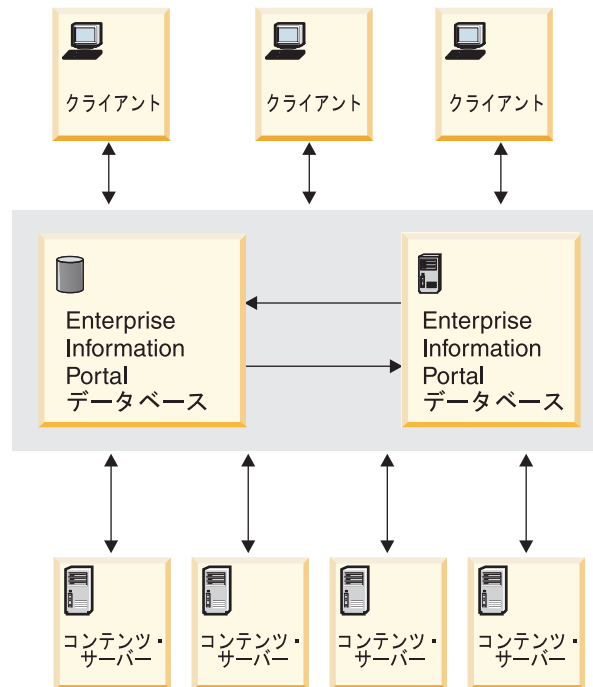 クライアント
クライアント
クライアント
Enterprise
Information
Portal
データベース
Enterprise
Information
Portal
データベース
コンテンツ・
サーバー
コンテンツ・
サーバー
コンテンツ・
サーバー
コンテンツ・
サーバー